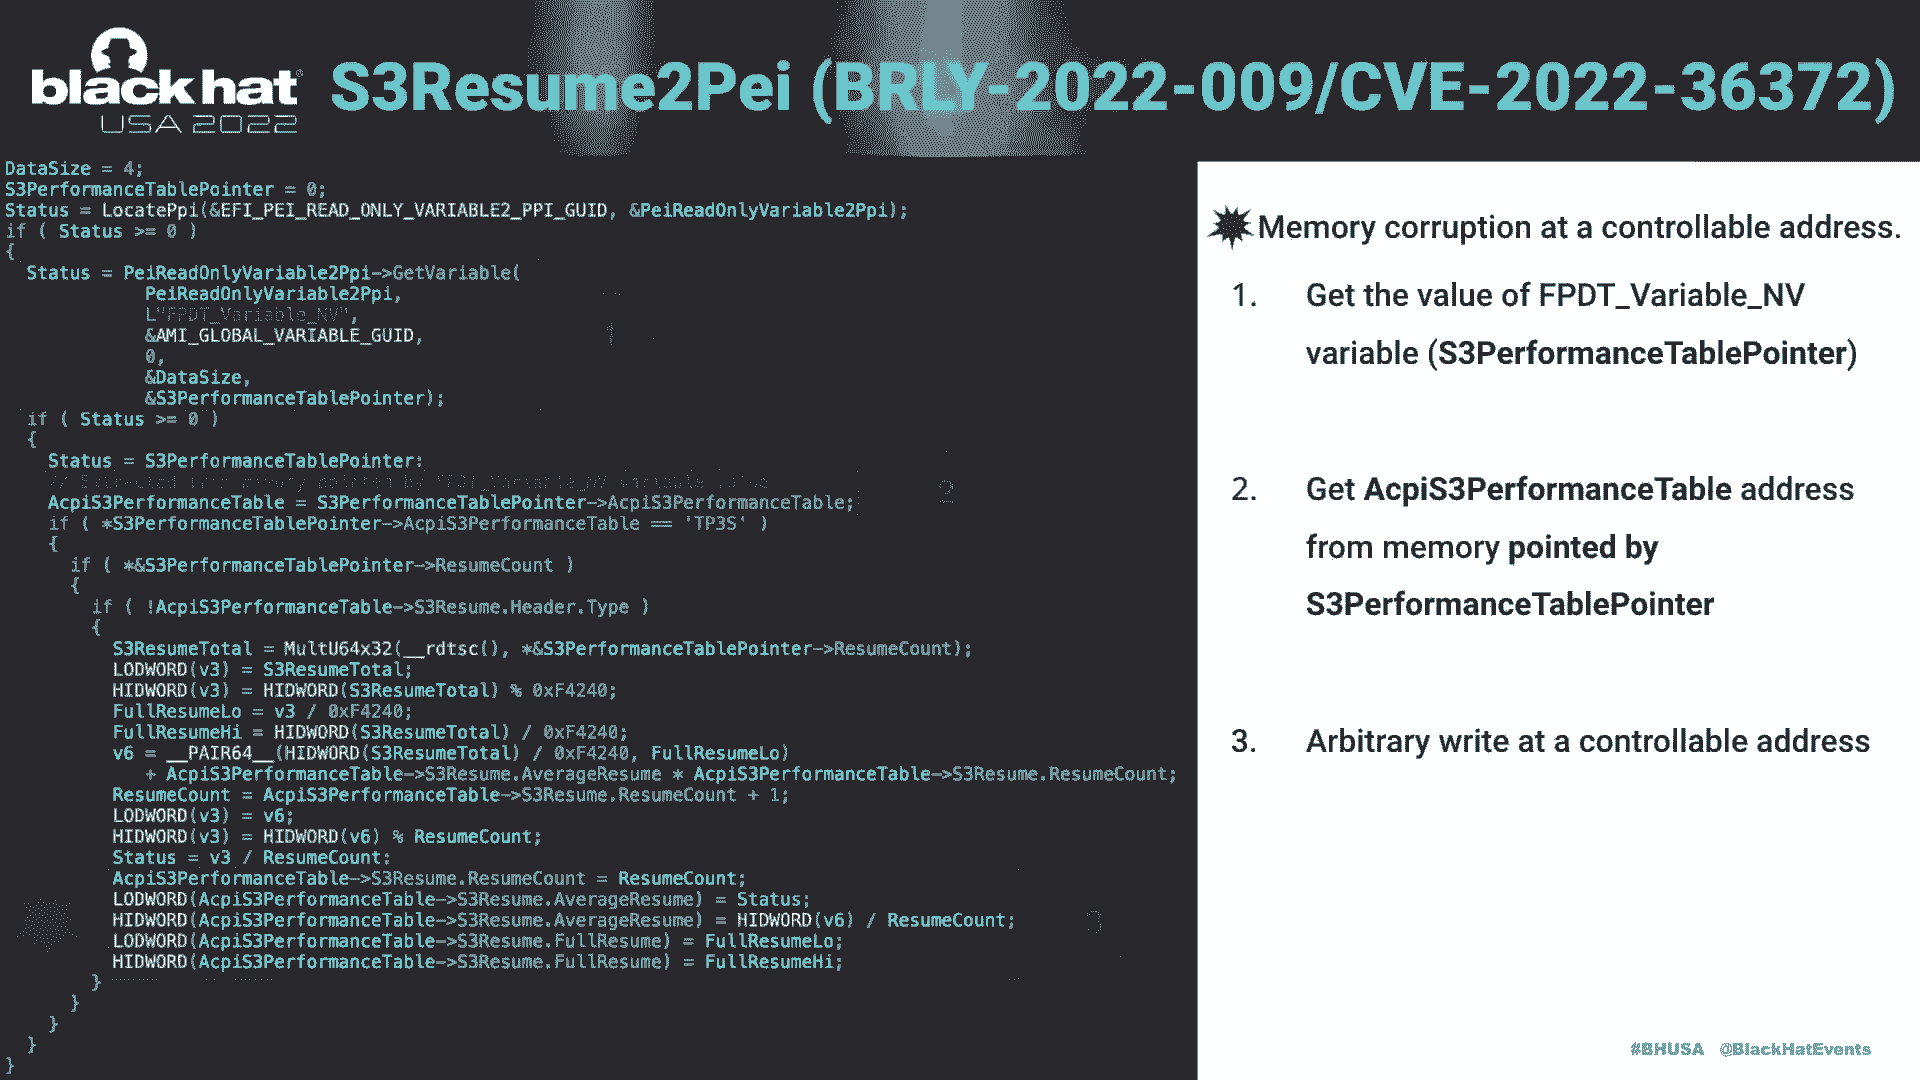 black hat®
USA 2022
S3Resume2Pei (BRLY-2022-009/CVE-2022-36372)
DataSize = 4;
S3PerformanceTablePointer = 0;
Status = LocatePpi(&EFI_PEI_READ_ONLY_VARIABLE2_PPI_GUID, &PeiReadOnlyVariable2Ppi);
if ( Status >= 0 )
{
Status = PeiReadOnlyVariable2Ppi->GetVariable(
PeiReadOnlyVariable2Ppi,
L"FPDT_Variable_NV",
&AMI_GLOBAL_VARIABLE_GUID,
0,
&DataSize,
&S3PerformanceTablePointer);
1
if ( Status >= 0 )
{
Status = S3PerformanceTablePointer;
AcpiS3PerformanceTable = S3PerformanceTablePointer->AcpiS3PerformanceTable;
2
if ( *S3PerformanceTablePointer->AcpiS3PerformanceTable == 'TP3S' )
{
if ( *&S3PerformanceTablePointer->ResumeCount )
{
if ( !AcpiS3PerformanceTable->S3Resume.Header.Type )
{
S3ResumeTotal = MultU64x32(__rdtsc(), *&S3PerformanceTablePointer->ResumeCount);
LODWORD(v3) = S3ResumeTotal;
HIDWORD(v3) = HIDWORD(S3ResumeTotal) % 0xF4240;
FullResumeLo = v3 / 0xF4240;
FullResumeHi = HIDWORD(S3ResumeTotal) / 0xF4240;
v6 = __PAIR64__(HIDWORD(S3ResumeTotal) / 0xF4240, FullResumeLo)
+ AcpiS3PerformanceTable->S3Resume.AverageResume * AcpiS3PerformanceTable->S3Resume.ResumeCount;
ResumeCount = AcpiS3PerformanceTable->S3Resume.ResumeCount + 1;
LODWORD(v3) = v6;
HIDWORD(v3) = HIDWORD(v6) % ResumeCount;
Status = v3 / ResumeCount;
AcpiS3PerformanceTable->S3Resume.ResumeCount = ResumeCount;
LODWORD(AcpiS3PerformanceTable->S3Resume.AverageResume) = Status;
HIDWORD(AcpiS3PerformanceTable->S3Resume.AverageResume) = HIDWORD(v6) / ResumeCount;
3
LODWORD(AcpiS3PerformanceTable->S3Resume.FullResume) = FullResumeLo;
HIDWORD(AcpiS3PerformanceTable->S3Resume.FullResume) = FullResumeHi;
}
}
}
}
}
Memory corruption at a controllable address.
1. Get the value of FPDT_Variable_NV
variable (S3PerformanceTablePointer)
2. Get AcpiS3PerformanceTable address
from memory pointed by
S3PerformanceTablePointer
3. Arbitrary write at a controllable address
#BHUSA @BlackHatEvents